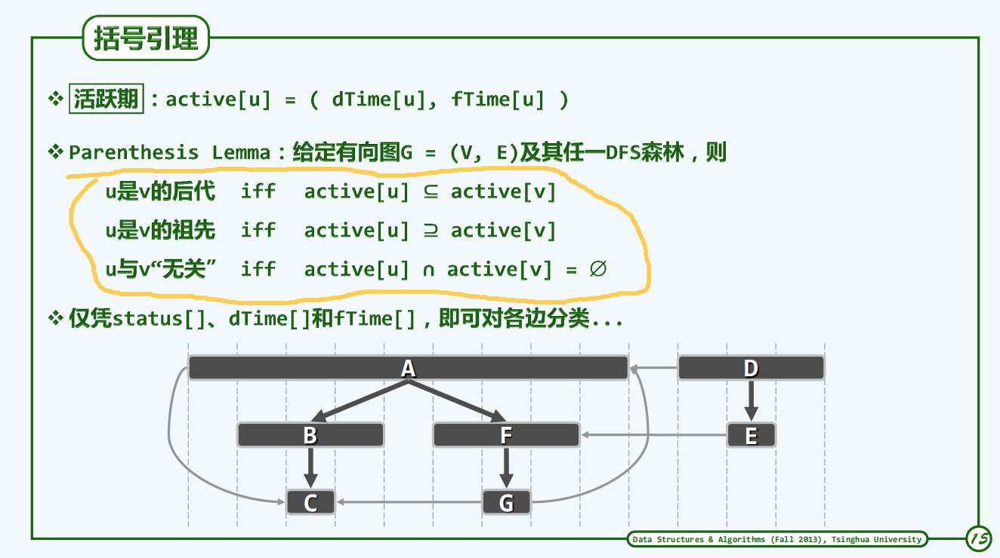 括号引理
活跃期：active[u] = ( dTime[u], fTime[u] )
Parenthesis Lemma：给定有向图G = (V, E)及其任一DFS森林，则
u是v的后代 iff active[u] ⊆ active[v]
u是v的祖先 iff active[u] ⊇ active[v]
u与v“无关” iff active[u] ∩ active[v] = ∅
仅凭status[]、dTime[]和fTime[]，即可对各边分类...
A D
B F E
C G
Data Structures & Algorithms (Fall 2013), Tsinghua University
15